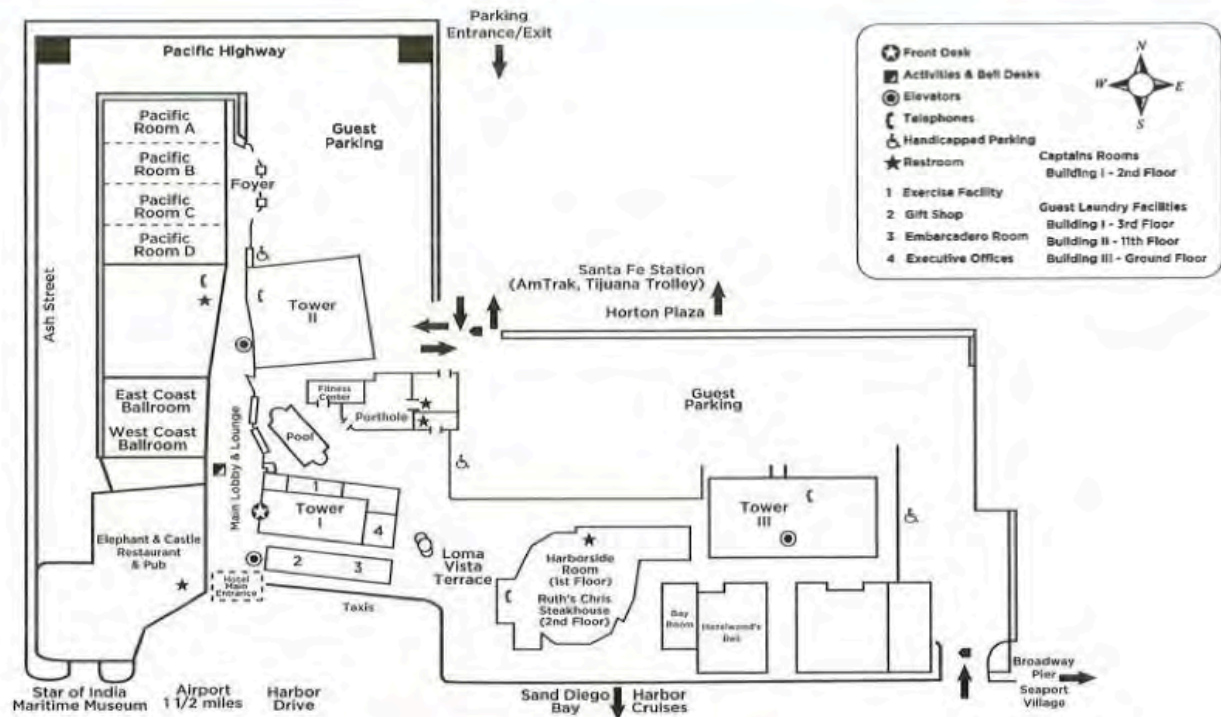 Parking
Entrance/Exit
Pacific Highway
Pacific
Room A
Pacific
Room B
Pacific
Room C
Pacific
Room D
Foyer
Guest
Parking
Ash Street
Tower
II
Santa Fe Station
(AmTrak, Tijuana Trolley)
Horton Plaza
Front Desk
Activities & Bell Desks
Elevators
Telephones
Handicapped Parking
Restroom
1 Exercise Facility
2 Gift Shop
3 Embarcadero Room
4 Executive Offices
N
W
E
S
Captains Rooms
Building I - 2nd Floor
Guest Laundry Facilities
Building I - 3rd Floor
Building II - 11th Floor
Building III - Ground Floor
East Coast
Ballroom
West Coast
Ballroom
Main Lobby & Lounge
Fitness
Center
Porthole
Pool
Guest
Parking
1
Tower
I
4
2
3
Elephant & Castle
Restaurant
& Pub
Hotel
Main
Entrance
Taxis
Loma
Vista
Terrace
Harborside
Room
(1st Floor)
Ruth's Chris
Steakhouse
(2nd Floor)
Tower
III
Bay
Room
Hazelwood's
Deli
Star of India
Maritime Museum
Airport
1 1/2 miles
Harbor
Drive
Sand Diego
Bay
Harbor
Cruises
Broadway
Pier
Seaport
Village